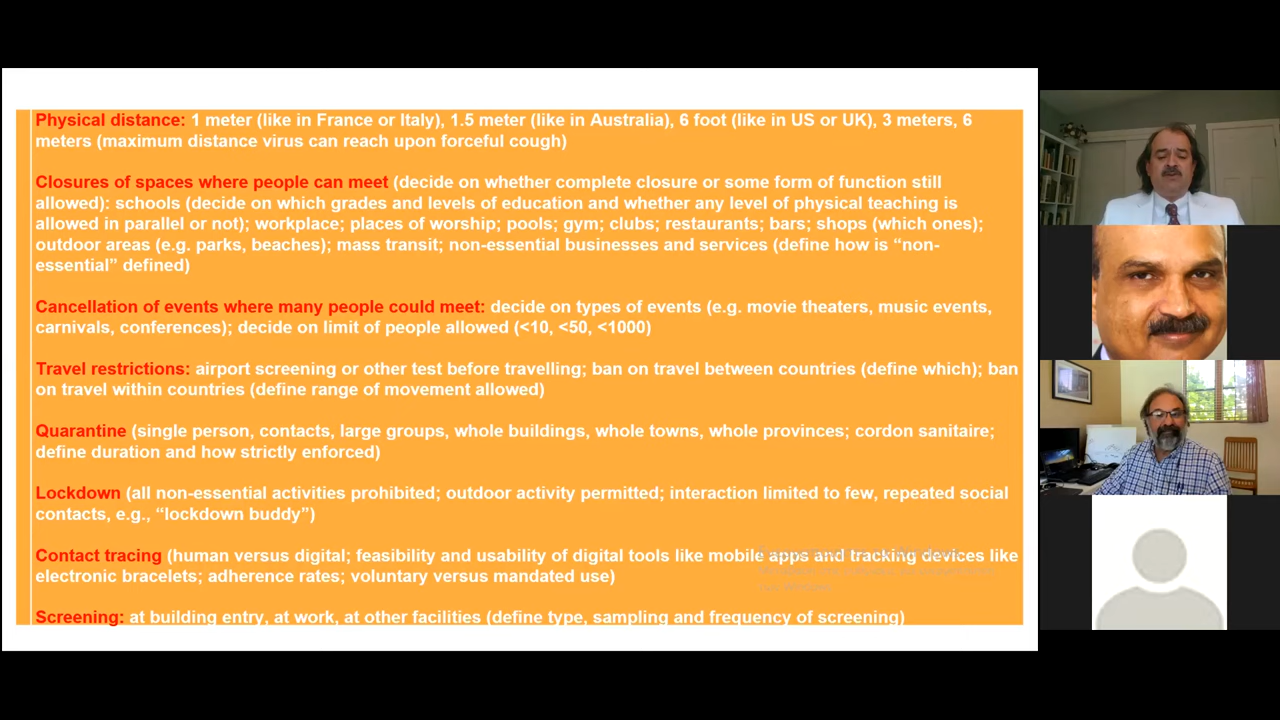 Physical distance: 1 meter (like in France or Italy), 1.5 meter (like in Australia), 6 foot (like in US or UK), 3 meters, 6
meters (maximum distance virus can reach upon forceful cough)
Closures of spaces where people can meet (decide on whether complete closure or some form of function still
allowed): schools (decide on which grades and levels of education and whether any level of physical teaching is
allowed in parallel or not); workplace; places of worship; pools; gym; clubs; restaurants; bars; shops (which ones);
outdoor areas (e.g. parks, beaches); mass transit; non-essential businesses and services (define how is “non-
essential” defined)
Cancellation of events where many people could meet: decide on types of events (e.g. movie theaters, music events,
carnivals, conferences); decide on limit of people allowed (<10, <50, <1000)
Travel restrictions: airport screening or other test before travelling; ban on travel between countries (define which); ban
on travel within countries (define range of movement allowed)
Quarantine (single person, contacts, large groups, whole buildings, whole towns, whole provinces; cordon sanitaire;
define duration and how strictly enforced)
Lockdown (all non-essential activities prohibited; outdoor activity permitted; interaction limited to few, repeated social
contacts, e.g., “lockdown buddy”)
Contact tracing (human versus digital; feasibility and usability of digital tools like mobile apps and tracking devices like
electronic bracelets; adherence rates; voluntary versus mandated use)
Screening: at building entry, at work, at other facilities (define type, sampling and frequency of screening)